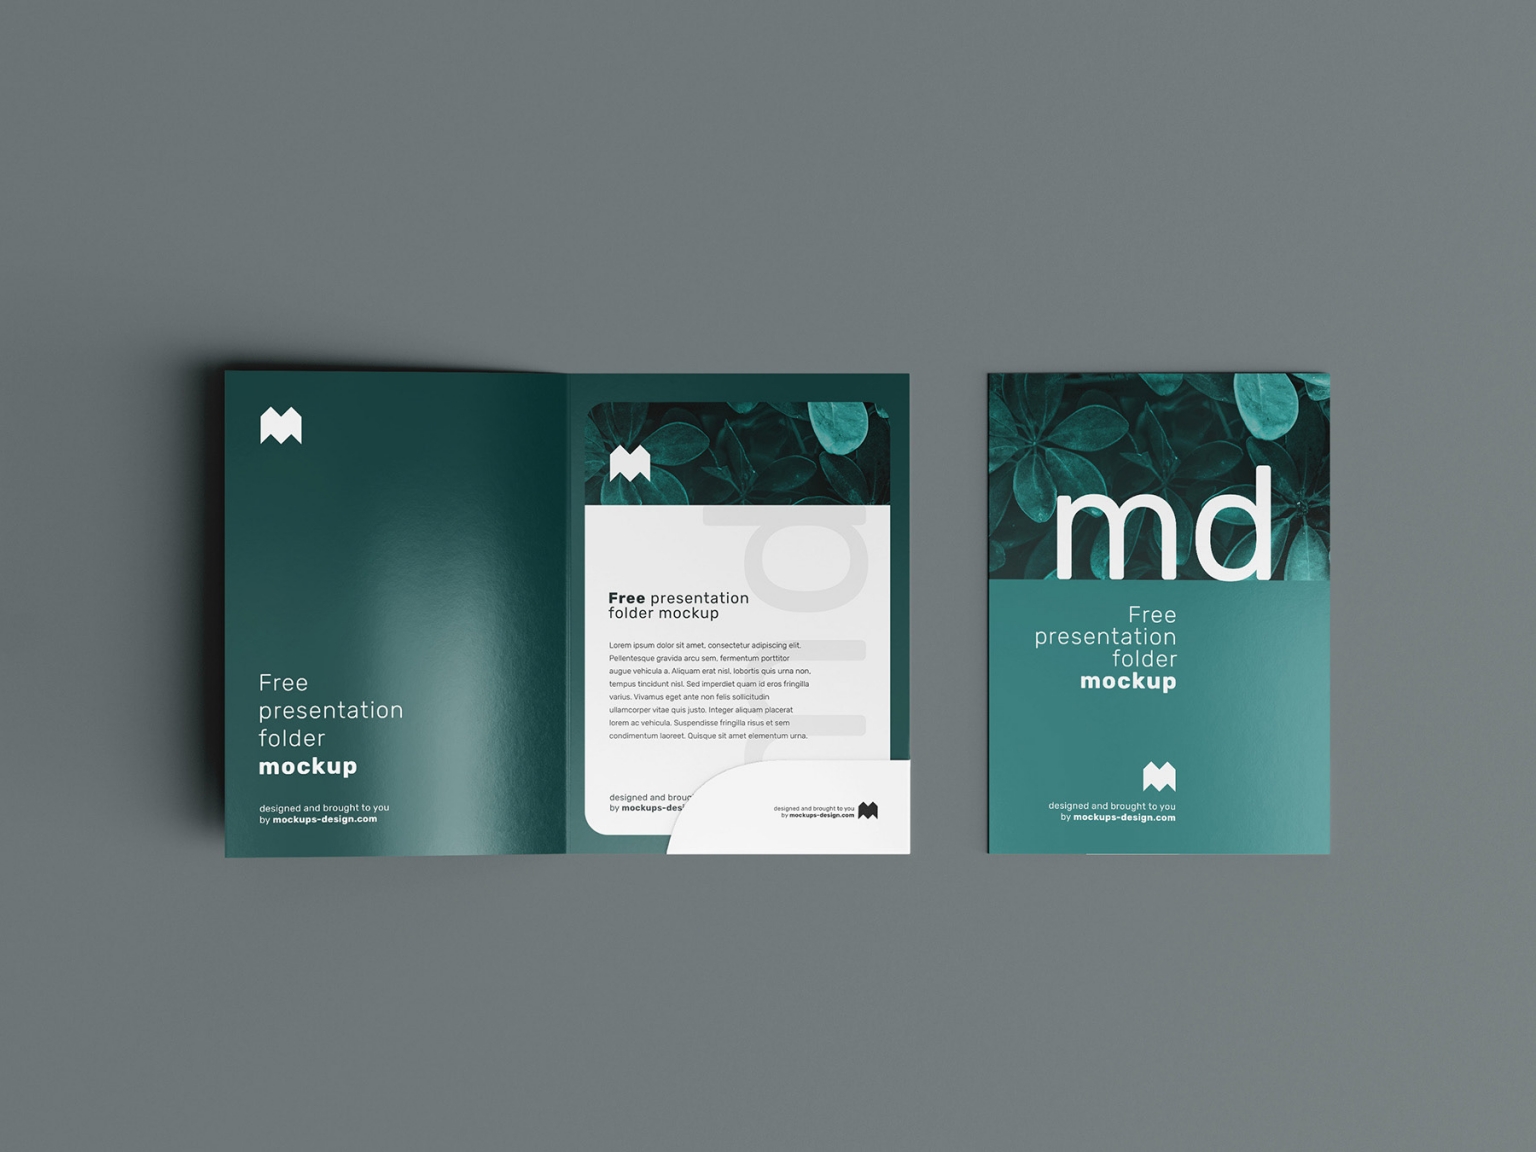 Free
presentation
folder
mockup
designed and brought to you
by mockups-design.com
md
Free presentation
folder mockup
Lorem ipsum dolor sit amet, consectetur adipiscing elit.
Pellentesque gravida arcu sem, fermentum porttitor
augue vehicula a. Aliquam erat nisl, lobortis quis urna non,
tempus tincidunt nisl. Sed imperdiet quam id eros fringilla
varius. Vivamus eget ante non felis sollicitudin
ullamcorper vitae quis justo. Integer aliquam placerat
lorem ac vehicula. Suspendisse fringilla risus et sem
condimentum laoreet. Quisque sit amet elementum urna.
designed and broug
by mockups-des
designed and brought to you
by mockups-design.com
md
Free
presentation
folder
mockup
designed and brought to you
by mockups-design.com